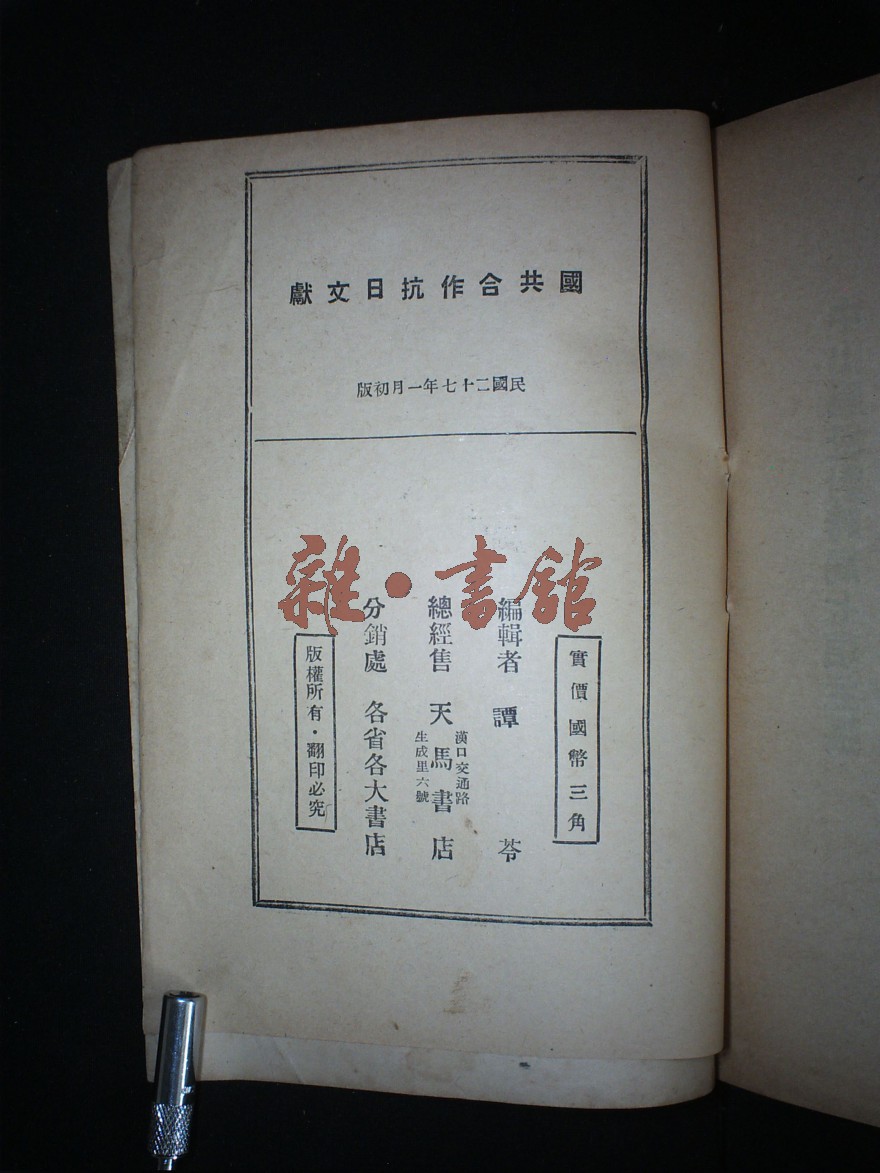 國共合作抗日文獻
民國二十七年一月初版
實價國幣三角
編輯者 譚苓
總經售 天馬書店
漢口交通路
生成里六號
分銷處 各省各大書店
版權所有·翻印必究
雜·書館